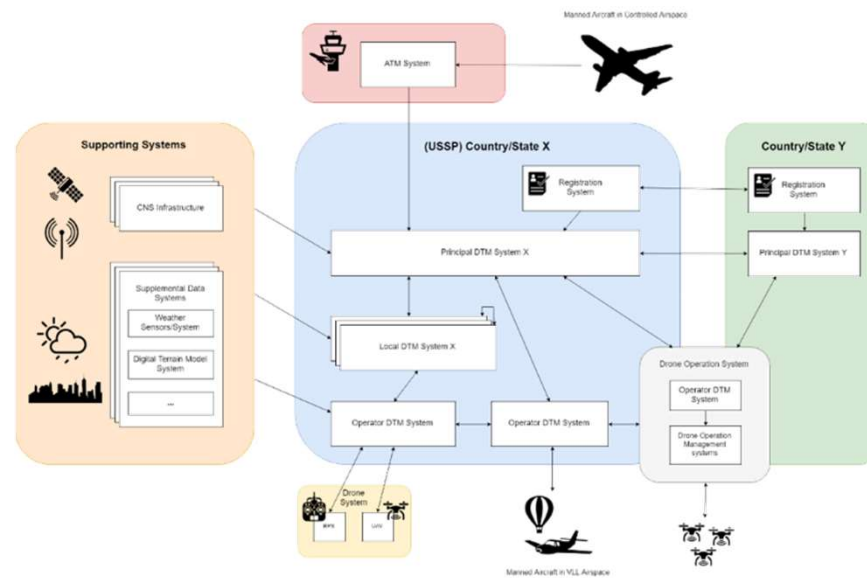 Manned Aircraft in Controlled Airspace
ATM System
Supporting Systems
(USSP) Country/State X
Country/State Y
CNS Infrastructure
Registration
System
Registration
System
Principal DTM System X
Principal DTM System Y
Supplemental Data
Systems
Weather
Sensors/System
Digital Terrain Model
System
...
Local DTM System X
Drone Operation System
Operator DTM
System
Drone Operation
Management
systems
Operator DTM System
Operator DTM System
Drone
System
Manned Aircraft in VLL Airspace